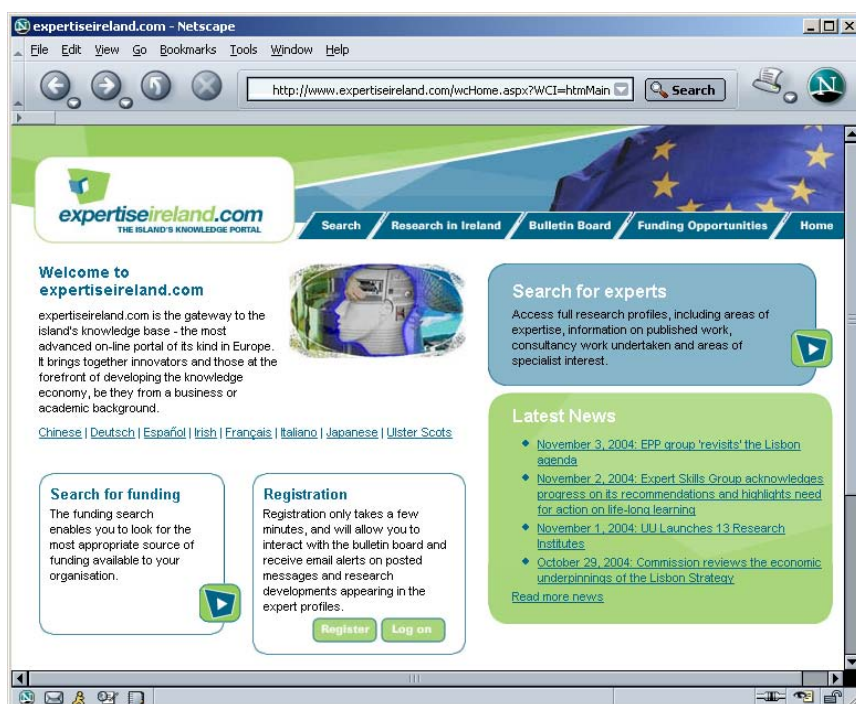 expertiseireland.com - Netscape
File Edit View Go Bookmarks Tools Window Help
http://www.expertiseireland.com/wcHome.aspx?WCI=htmMain
Search
N
expertiseireland.com
THE ISLAND'S KNOWLEDGE PORTAL
Search Research in Ireland Bulletin Board Funding Opportunities Home
Welcome to
expertiseireland.com
expertiseireland.com is the gateway to the
island's knowledge base - the most
advanced on-line portal of its kind in Europe.
It brings together innovators and those at the
forefront of developing the knowledge
economy, be they from a business or
academic background.
Chinese | Deutsch | Español | Irish | Français | Italiano | Japanese | Ulster Scots
Search for funding
The funding search
enables you to look for the
most appropriate source of
funding available to your
organisation.
Registration
Registration only takes a few
minutes, and will allow you to
interact with the bulletin board and
receive email alerts on posted
messages and research
developments appearing in the
expert profiles.
Register Log on
Search for experts
Access full research profiles, including areas of
expertise, information on published work,
consultancy work undertaken and areas of
specialist interest.
Latest News
November 3, 2004: EPP group 'revisits' the Lisbon
agenda
November 2, 2004: Expert Skills Group acknowledges
progress on its recommendations and highlights need
for action on life-long learning
November 1, 2004: UU Launches 13 Research
Institutes
October 29, 2004: Commission reviews the economic
underpinnings of the Lisbon Strategy
Read more news